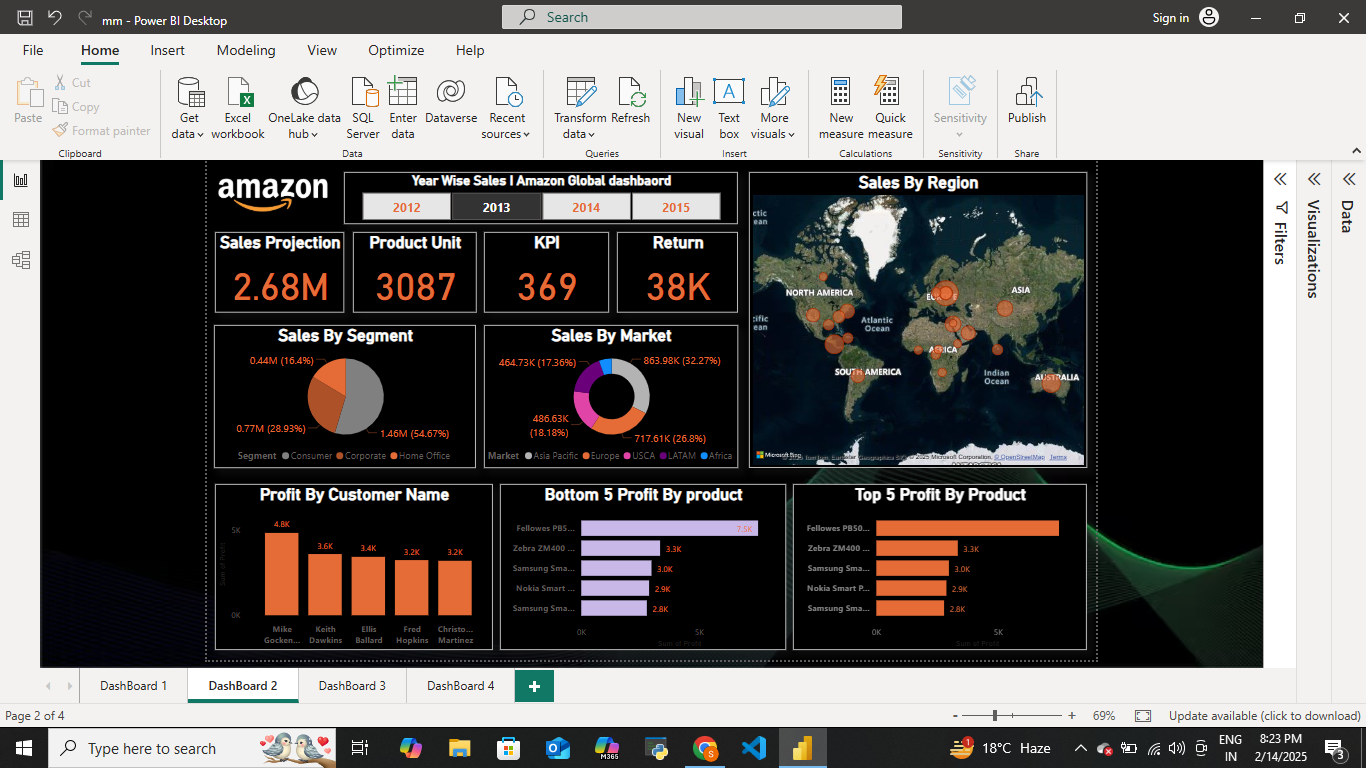 mm - Power BI Desktop
Search
Sign in
File Home Insert Modeling View Optimize Help
Paste
Cut
Copy
Format painter
Clipboard
Get data
Excel workbook
OneLake data hub
SQL Server
Enter data
Dataverse
Recent sources
Data
Transform data
Refresh
Queries
New visual
Text box
More visuals
Insert
New measure
Quick measure
Calculations
Sensitivity
Sensitivity
Publish
Share
amazon
Year Wise Sales I Amazon Global dashbaord
2012 2013 2014 2015
Sales Projection
2.68M
Product Unit
3087
KPI
369
Return
38K
Sales By Region
NORTH AMERICA
ASIA
Atlantic Ocean
AFRICA
SOUTH AMERICA
Indian Ocean
AUSTRALIA
Microsoft Bing
© 2025 Microsoft Corporation, © OpenStreetMap Terms
Sales By Segment
0.44M (16.4%)
0.77M (28.93%)
1.46M (54.67%)
Segment Consumer Corporate Home Office
Sales By Market
464.73K (17.36%)
863.98K (32.27%)
486.63K (18.18%)
717.61K (26.8%)
Market Asia Pacific Europe USCA LATAM Africa
Profit By Customer Name
Sum of Profit
5K
0K
4.8K 3.6K 3.4K 3.2K 3.2K
Mike Gocken...
Keith Dawkins
Ellis Ballard
Fred Hopkins
Christo... Martinez
Bottom 5 Profit By product
Fellowes PB5... 7.5K
Zebra ZM400 ... 3.3K
Samsung Sma... 3.0K
Nokia Smart ... 2.9K
Samsung Sma... 2.8K
0K 5K
Sum of Profit
Top 5 Profit By Product
Fellowes PB50...
Zebra ZM400 ... 3.3K
Samsung Sma... 3.0K
Nokia Smart P... 2.9K
Samsung Sma... 2.8K
0K 5K
Sum of Profit
Filters
Visualizations
Data
DashBoard 1 DashBoard 2 DashBoard 3 DashBoard 4
Page 2 of 4
69%
Update available (click to download)
Type here to search
M365
18°C Haze
ENG
IN
8:23 PM
2/14/2025
3